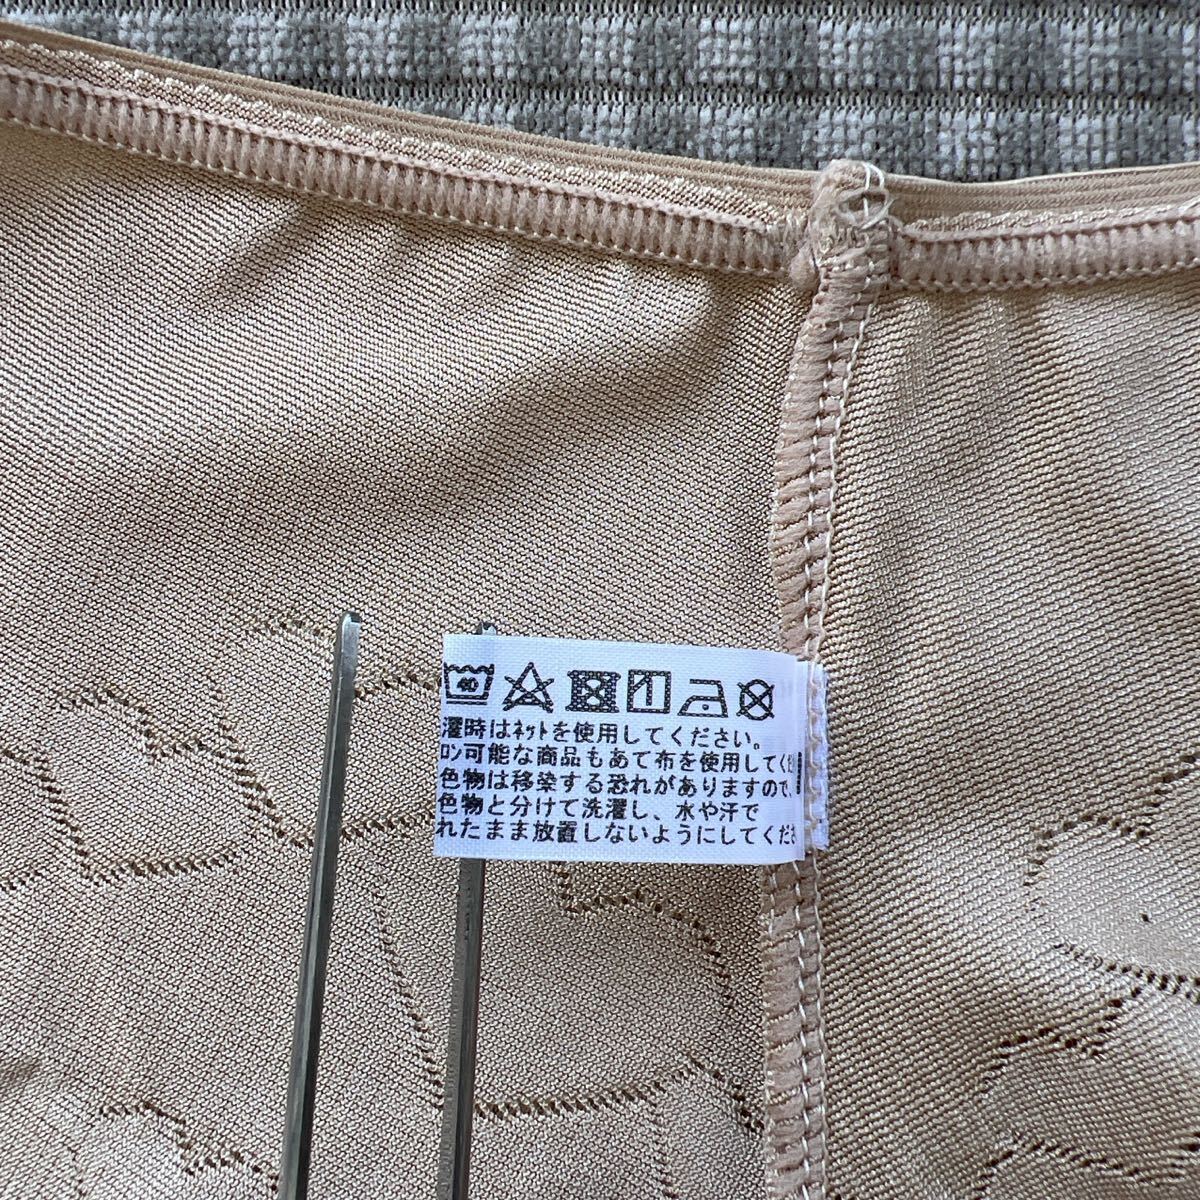 40
濯時はネットを使用してください。
ロン可能な商品もあて布を使用してくだ
色物は移染する恐れがありますので、
色物と分けて洗濯し、水や汗で
れたまま放置しないようにしてくださ